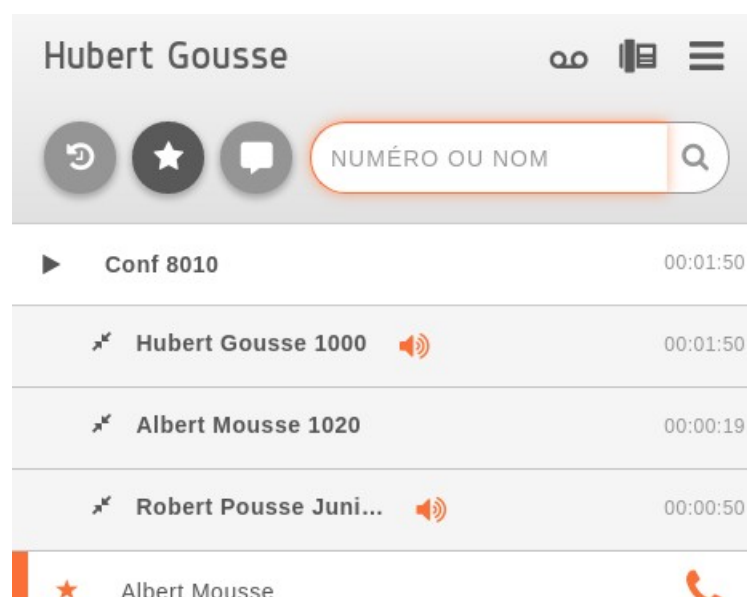 Hubert Gousse
NUMÉRO OU NOM
Conf 8010 00:01:50
Hubert Gousse 1000 00:01:50
Albert Mousse 1020 00:00:19
Robert Pousse Juni... 00:00:50
Albert Mousse